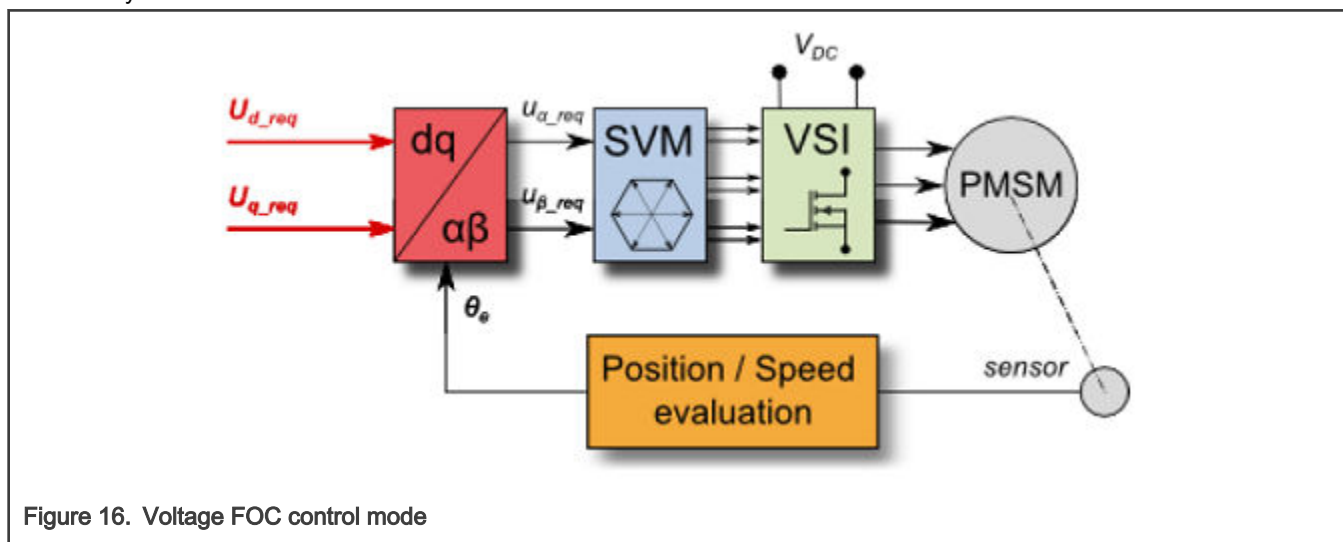 V_DC
U_d_req
u_α_req
dq
SVM
VSI
PMSM
U_q_req
u_β_req
αβ
θ_e
Position / Speed
evaluation
sensor
Figure 16. Voltage FOC control mode